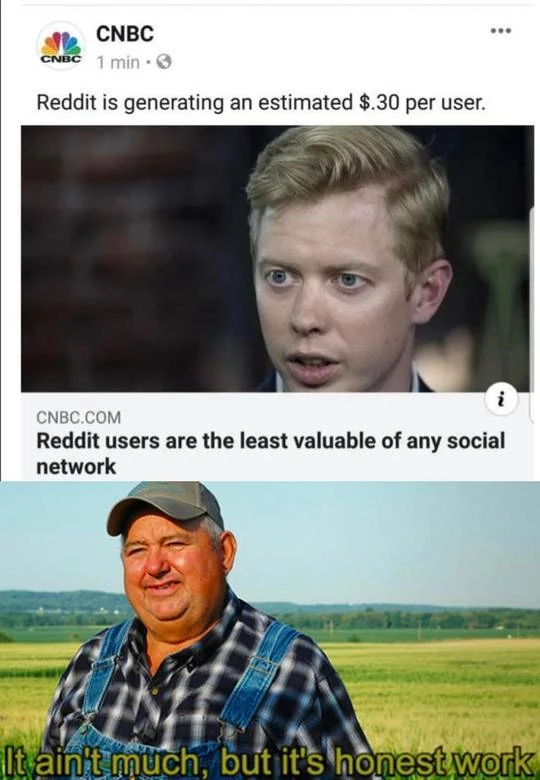 CNBC
CNBC
1 min
Reddit is generating an estimated $.30 per user.
i
CNBC.COM
Reddit users are the least valuable of any social
network
It ain't much, but it's honest work